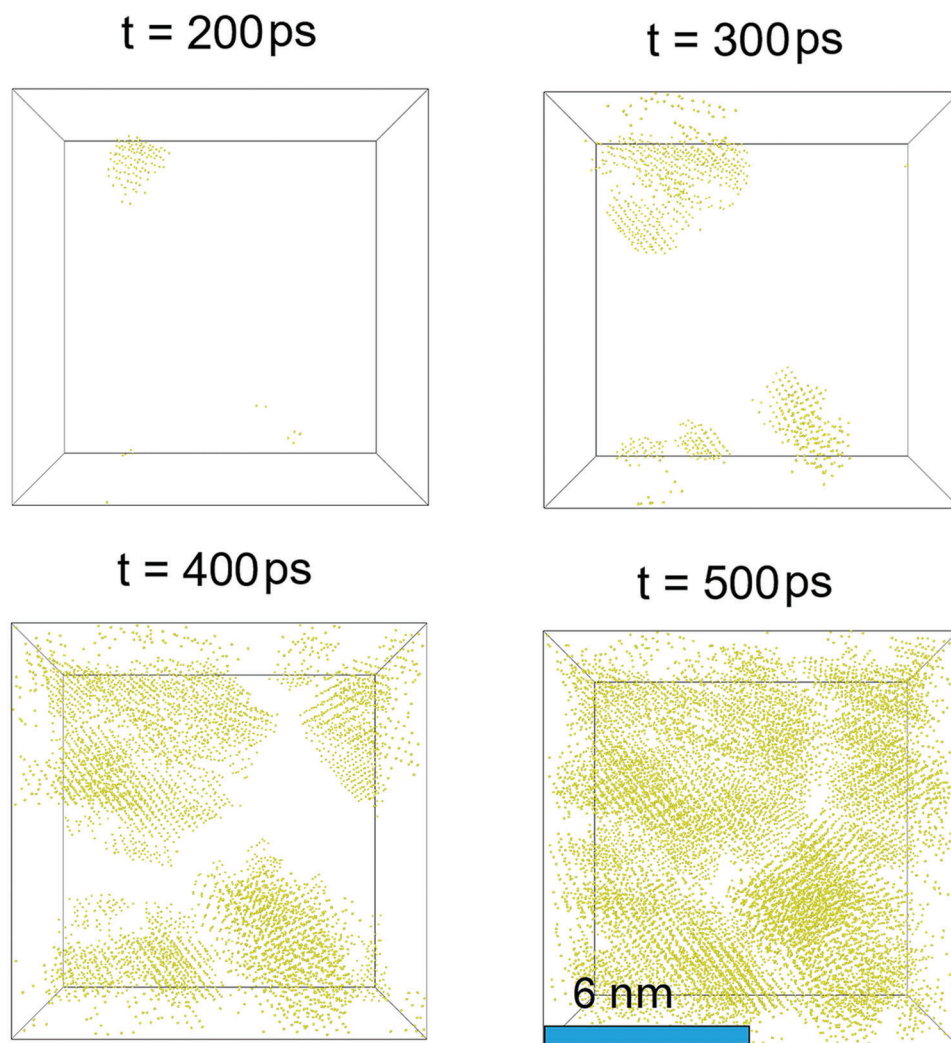 t = 200ps
t = 300ps
t = 400ps
t = 500ps
6 nm